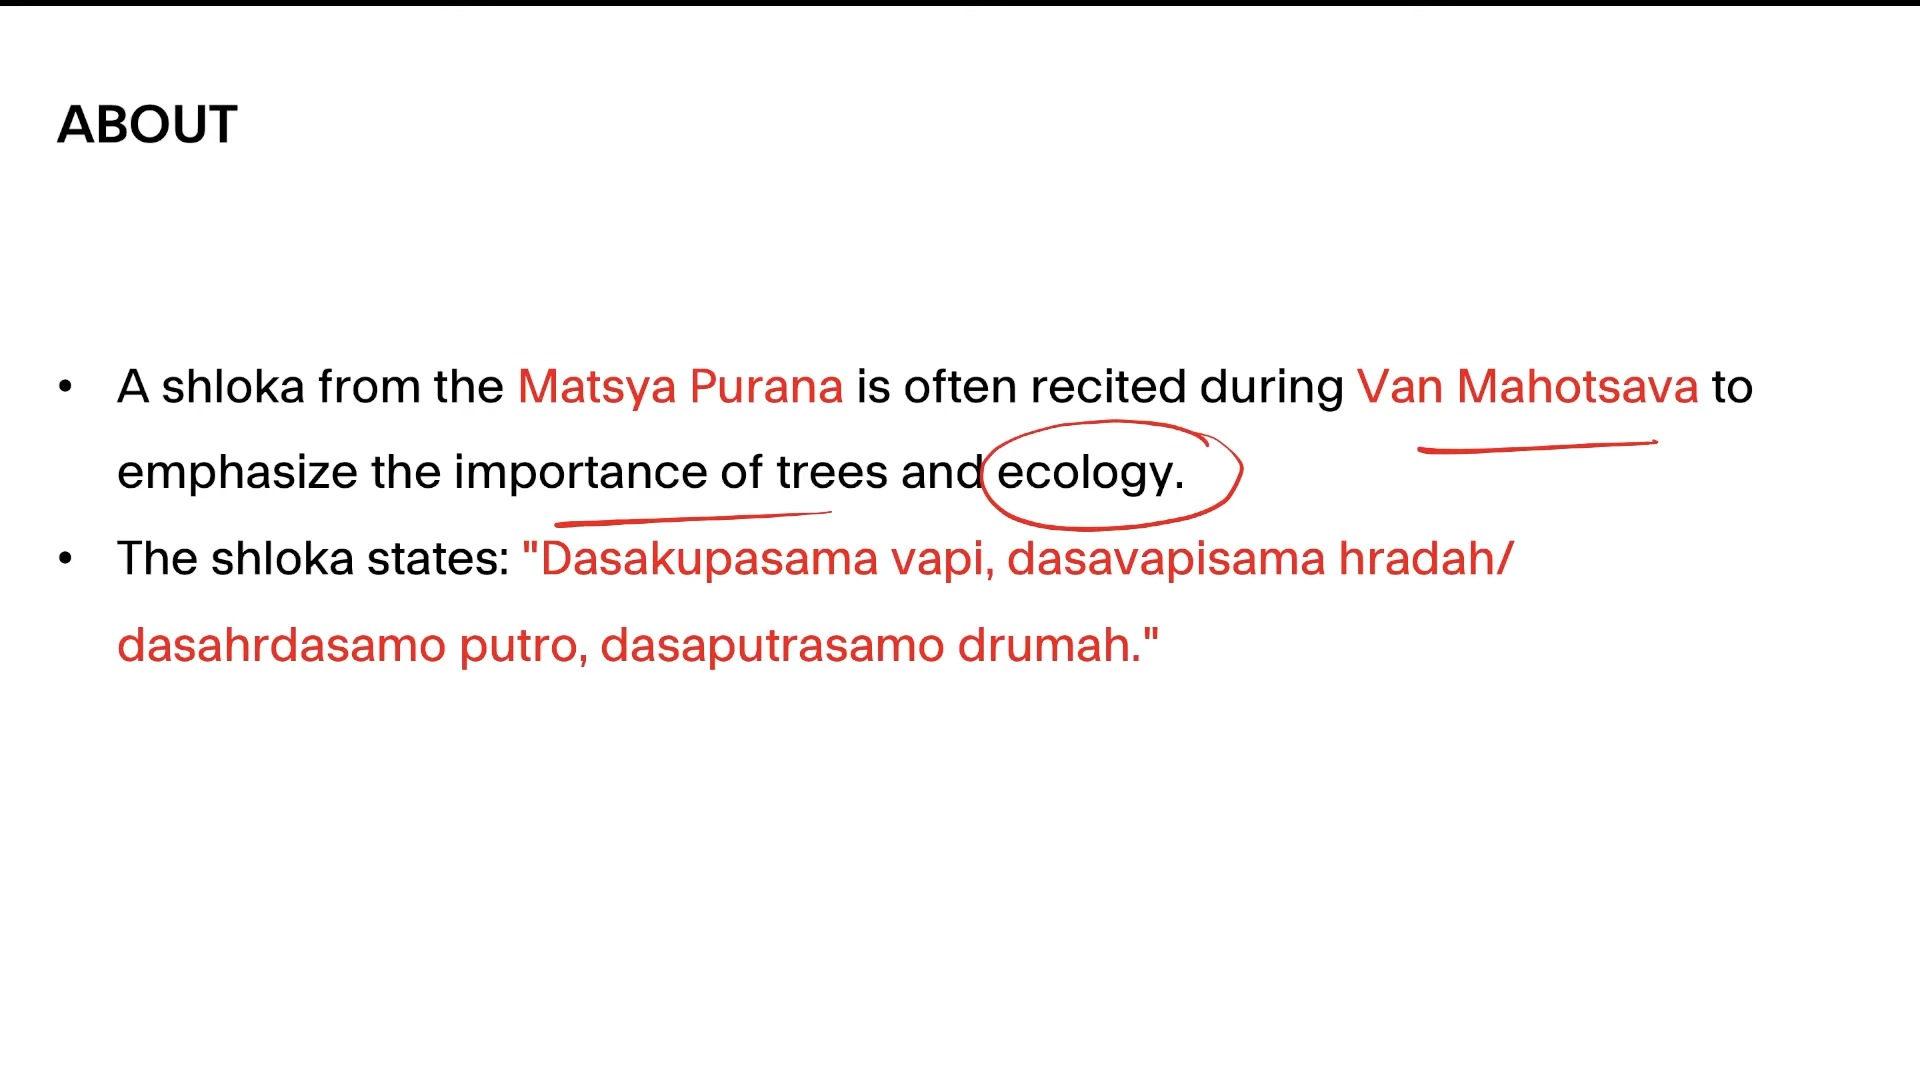 ABOUT
• A shloka from the Matsya Purana is often recited during Van Mahotsava to
emphasize the importance of trees and ecology.
• The shloka states: "Dasakupasama vapi, dasavapisama hradah/
dasahrdasamo putro, dasaputrasamo drumah."